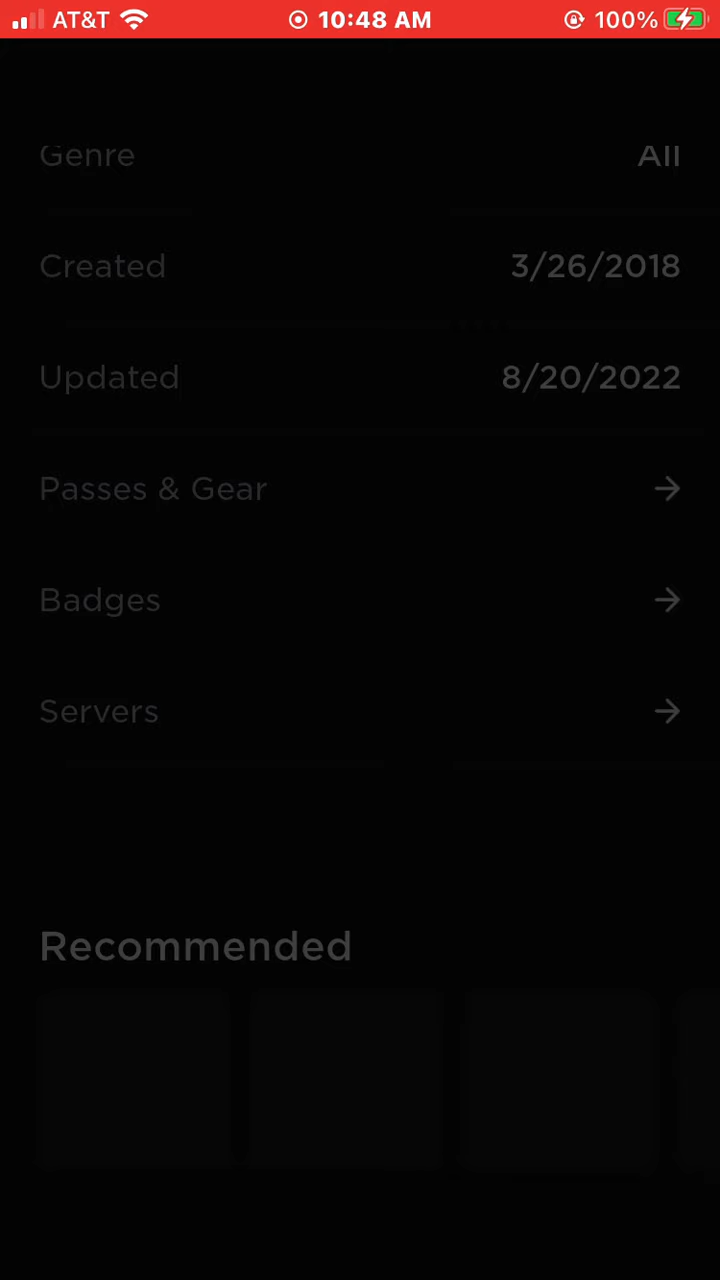 AT&T 10:48 AM 100%
Genre All
Created 3/26/2018
Updated 8/20/2022
Passes & Gear →
Badges →
Servers →
Recommended